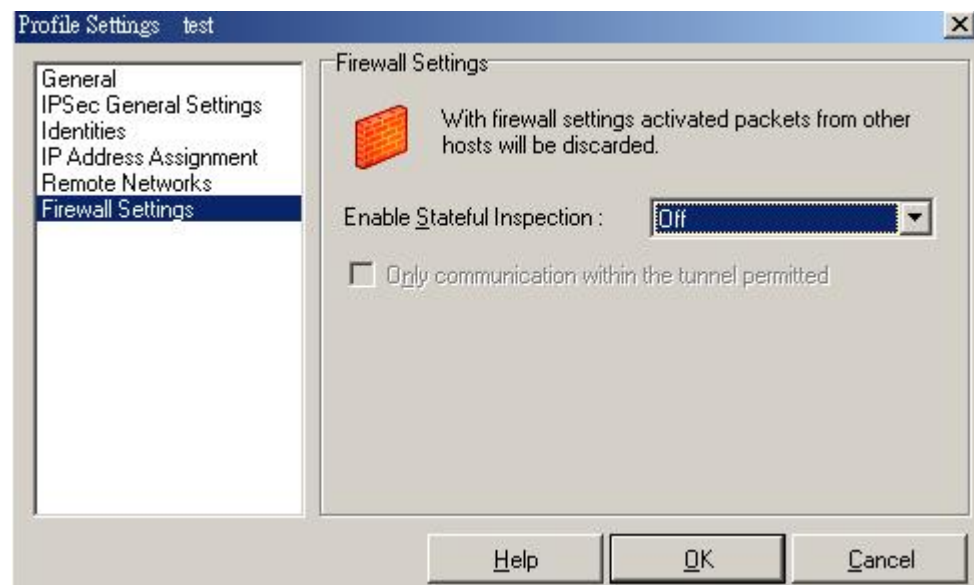 Profile Settings test
General
IPSec General Settings
Identities
IP Address Assignment
Remote Networks
Firewall Settings
Firewall Settings
With firewall settings activated packets from other
hosts will be discarded.
Enable Stateful Inspection :
Off
Only communication within the tunnel permitted
Help
OK
Cancel